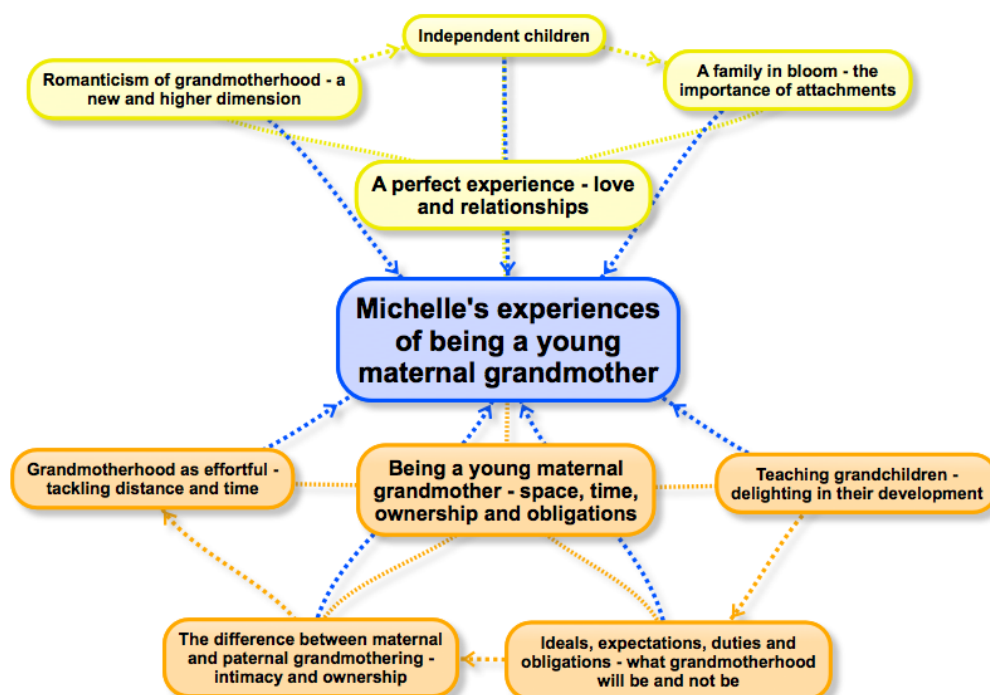 Independent children
Romanticism of grandmotherhood - a
new and higher dimension
A family in bloom - the
importance of attachments
A perfect experience - love
and relationships
Michelle's experiences
of being a young
maternal grandmother
Grandmotherhood as effortful -
tackling distance and time
Being a young maternal
grandmother - space, time,
ownership and obligations
Teaching grandchildren -
delighting in their development
The difference between maternal
and paternal grandmothering -
intimacy and ownership
Ideals, expectations, duties and
obligations - what grandmotherhood
will be and not be